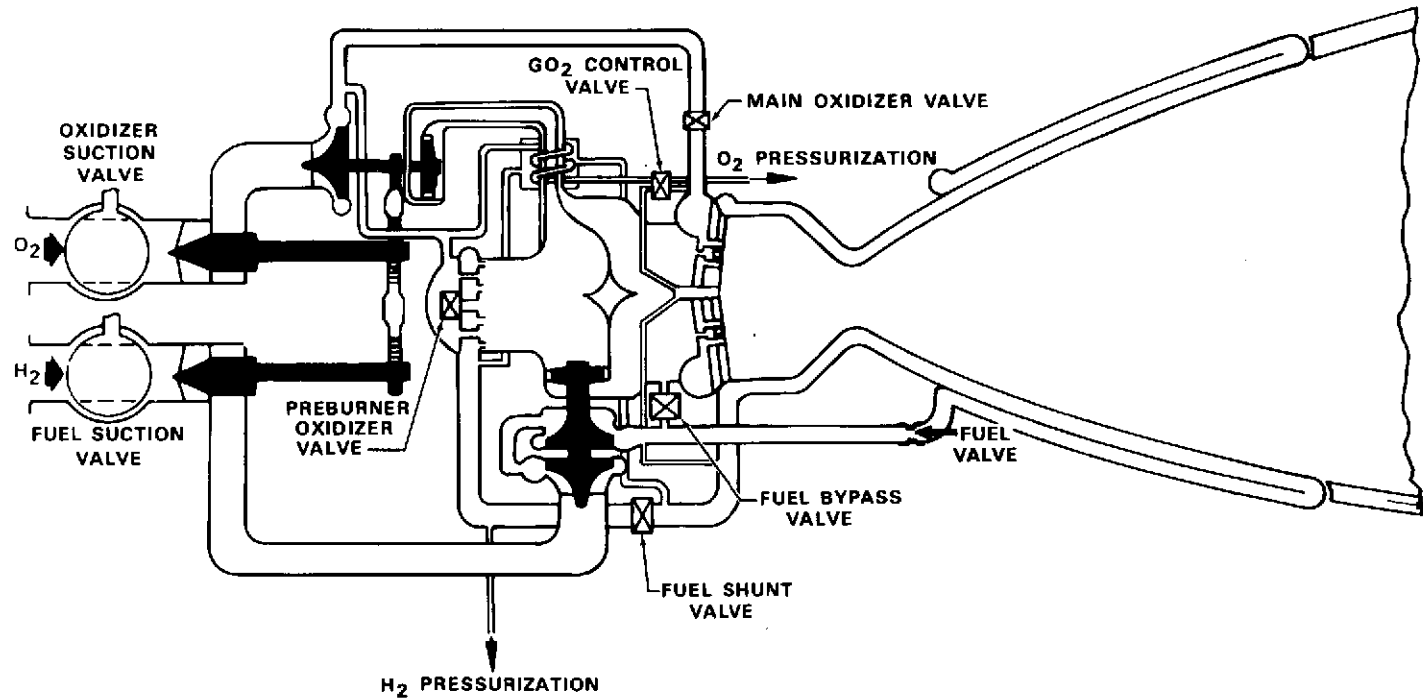 GO2 CONTROL
VALVE
MAIN OXIDIZER VALVE
OXIDIZER
SUCTION
VALVE
O2 PRESSURIZATION
O2
H2
FUEL SUCTION
VALVE
PREBURNER
OXIDIZER
VALVE
FUEL
VALVE
FUEL BYPASS
VALVE
FUEL SHUNT
VALVE
H2 PRESSURIZATION